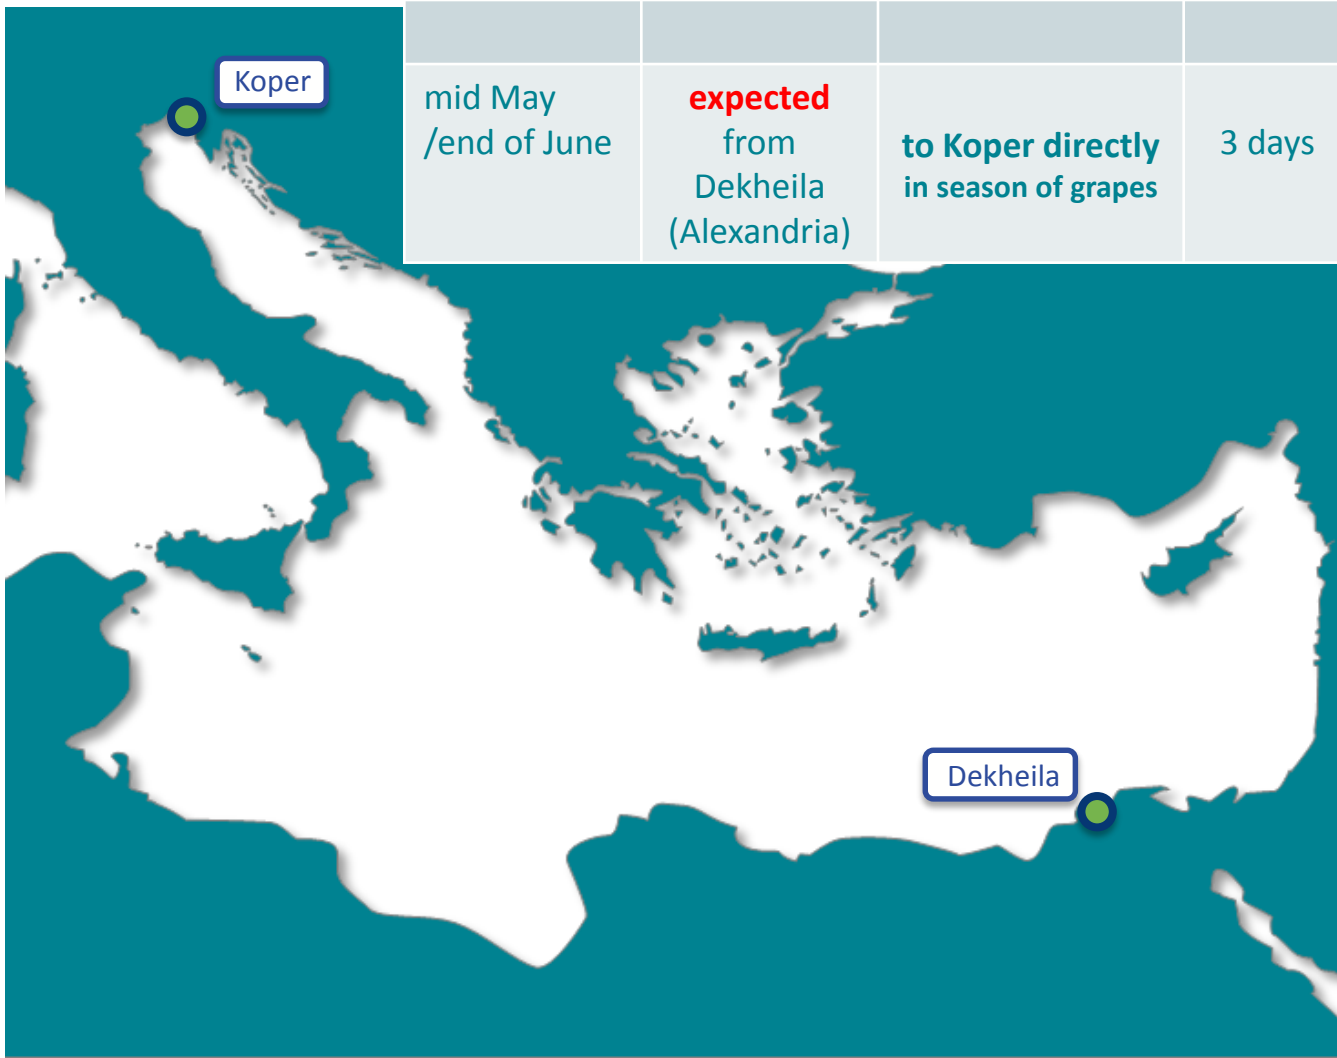 Koper
mid May
/end of June
expected
from
Dekheila
(Alexandria)
to Koper directly
in season of grapes
3 days
Dekheila